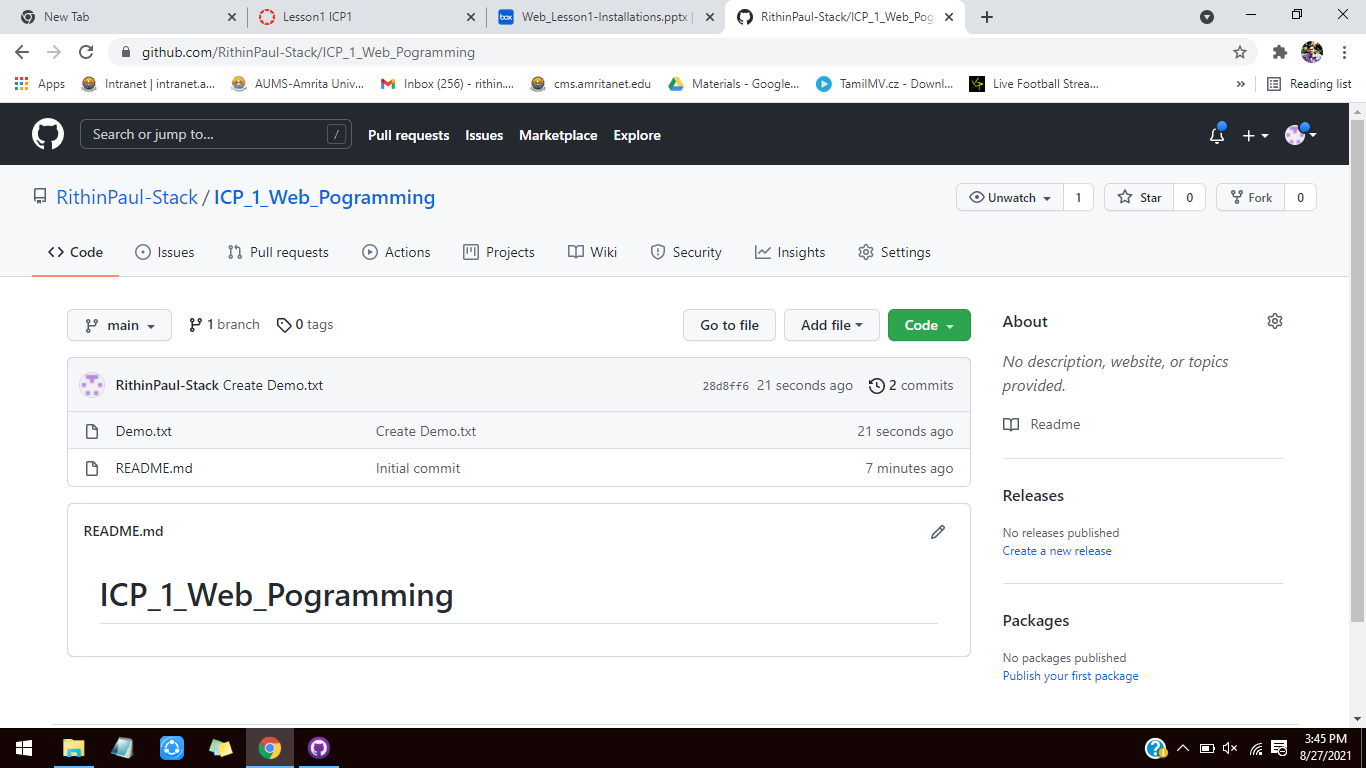 New Tab
Lesson1 ICP1
Web_Lesson1-Installations.pptx |
RithinPaul-Stack/ICP_1_Web_Pog
github.com/RithinPaul-Stack/ICP_1_Web_Pogramming
Apps
Intranet | intranet.a...
AUMS-Amrita Univ...
Inbox (256) - rithin....
cms.amritanet.edu
Materials - Google...
TamilMV.cz - Downl...
Live Football Strea...
»
Reading list
Search or jump to...
/
Pull requests
Issues
Marketplace
Explore
RithinPaul-Stack / ICP_1_Web_Pogramming
Unwatch
1
Star
0
Fork
0
Code
Issues
Pull requests
Actions
Projects
Wiki
Security
Insights
Settings
main
1 branch
0 tags
Go to file
Add file
Code
RithinPaul-Stack Create Demo.txt
28d8ff6 21 seconds ago
2 commits
Demo.txt
Create Demo.txt
21 seconds ago
README.md
Initial commit
7 minutes ago
README.md
ICP_1_Web_Pogramming
About
No description, website, or topics
provided.
Readme
Releases
No releases published
Create a new release
Packages
No packages published
Publish your first package
3:45 PM
8/27/2021